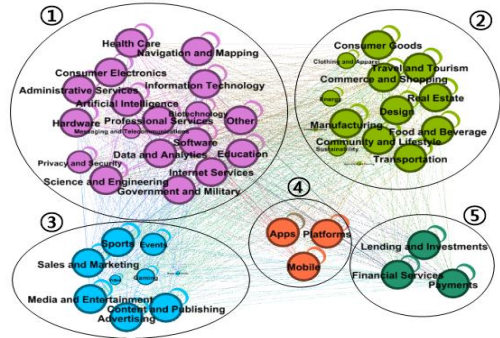 ①
Health Care
Navigation and Mapping
Consumer Electronics
Information Technology
Administrative Services
Artificial Intelligence
Biotechnology
Hardware
Professional Services
Other
Messaging and Telecommunications
Software
Privacy and Security
Data and Analytics
Education
Internet Services
Science and Engineering
Government and Military
②
Consumer Goods
Clothing and Apparel
Travel and Tourism
Commerce and Shopping
Energy
Real Estate
Design
Manufacturing
Food and Beverage
Community and Lifestyle
Sustainability
Transportation
③
Sports
Events
Sales and Marketing
Gaming
Media and Entertainment
Content and Publishing
Advertising
④
Apps
Platforms
Mobile
⑤
Lending and Investments
Financial Services
Payments